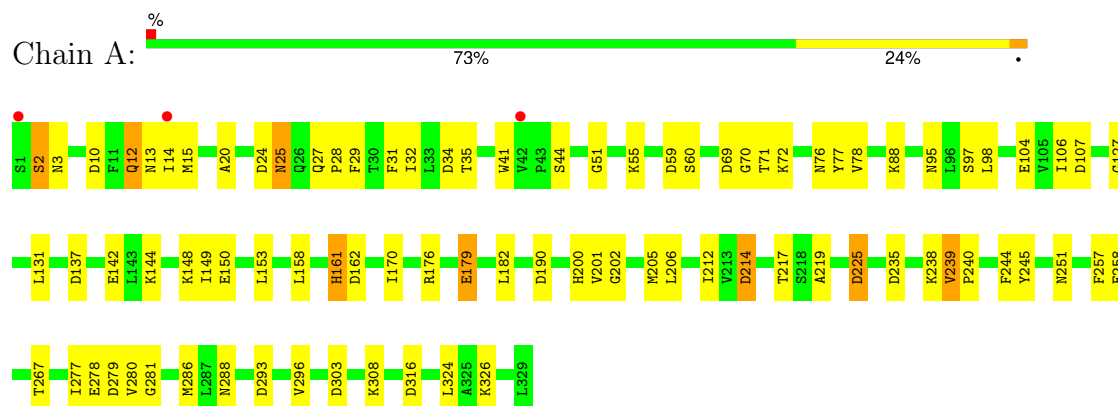 %
Chain A:
73% 24% •
S1 S2 N3 D10 F11 Q12 N13 I14 M15 A20 D24 N25 Q26 Q27 P28 F29 T30 F31 I32 L33 D34 T35 W41 V42 P43 S44 G51 K55 D59 S60 D69 G70 T71 K72 N76 Y77 V78 K88 N95 L96 S97 L98 E104 V105 I106 D107 G127
L131 D137 E142 L143 K144 K148 I149 E150 L153 L158 H161 D162 I170 R176 E179 L182 D190 H200 V201 G202 M205 L206 I212 V213 D214 T217 S218 A219 D225 D235 K238 V239 P240 F244 Y245 N251 F257 E258
T267 I277 E278 D279 V280 G281 M286 L287 N288 D293 V296 D303 K308 D316 L324 A325 K326 L329